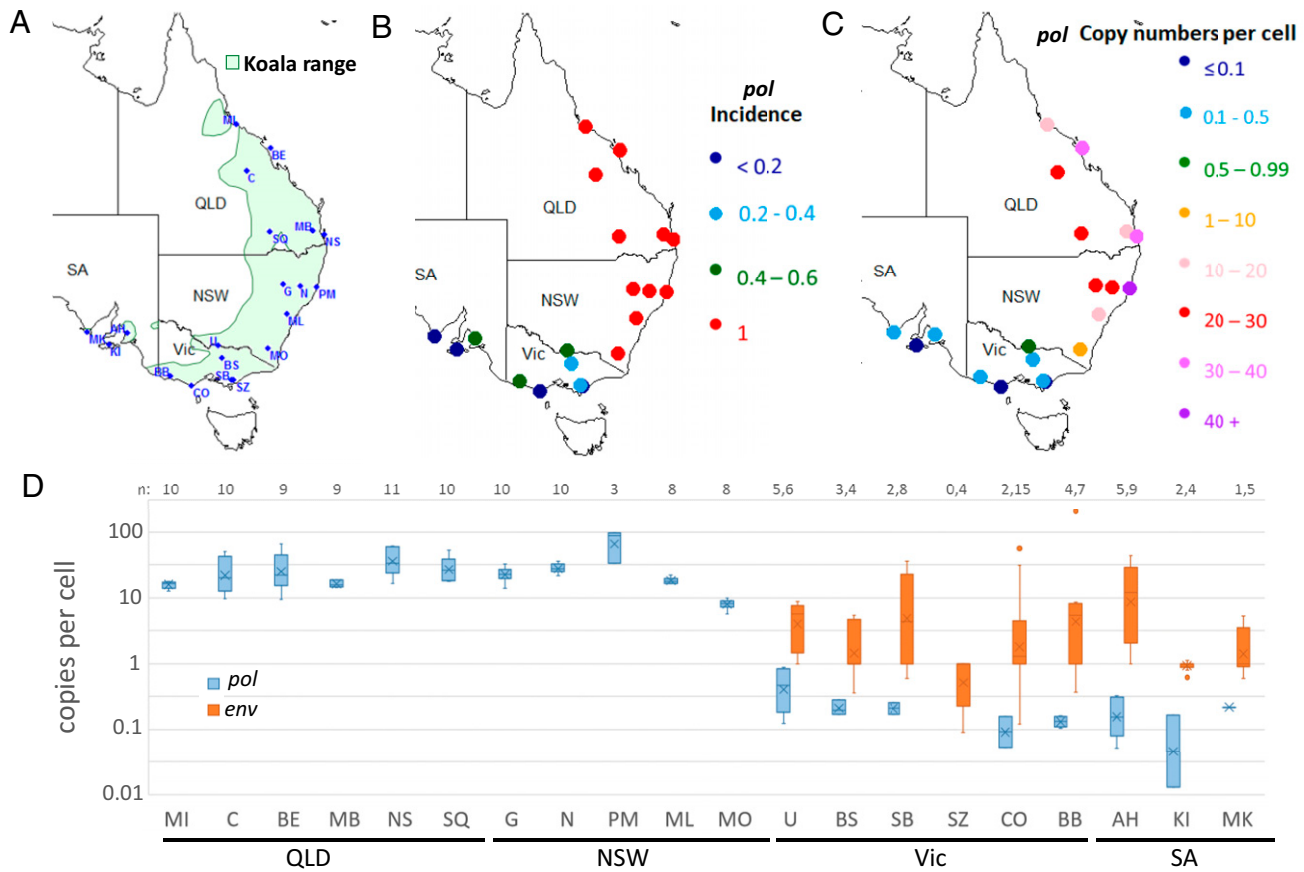 A
Koala range
MI
BE
C
QLD
SQ
MB
NS
SA
NSW
G
N
PM
ML
MK
AH
KI
Vic
U
MO
BS
BB
SB
SZ
CO
B
pol
Incidence
< 0.2
0.2 - 0.4
0.4 – 0.6
1
QLD
SA
NSW
Vic
C
pol Copy numbers per cell
≤ 0.1
0.1 - 0.5
0.5 – 0.99
1 – 10
10 – 20
20 – 30
30 – 40
40 +
QLD
SA
NSW
Vic
D
n: 10 10 9 9 11 10 10 10 3 8 8 5,6 3,4 2,8 0,4 2,15 4,7 5,9 2,4 1,5
copies per cell
100
10
1
0.1
0.01
pol
env
MI C BE MB NS SQ G N PM ML MO U BS SB SZ CO BB AH KI MK
QLD NSW Vic SA